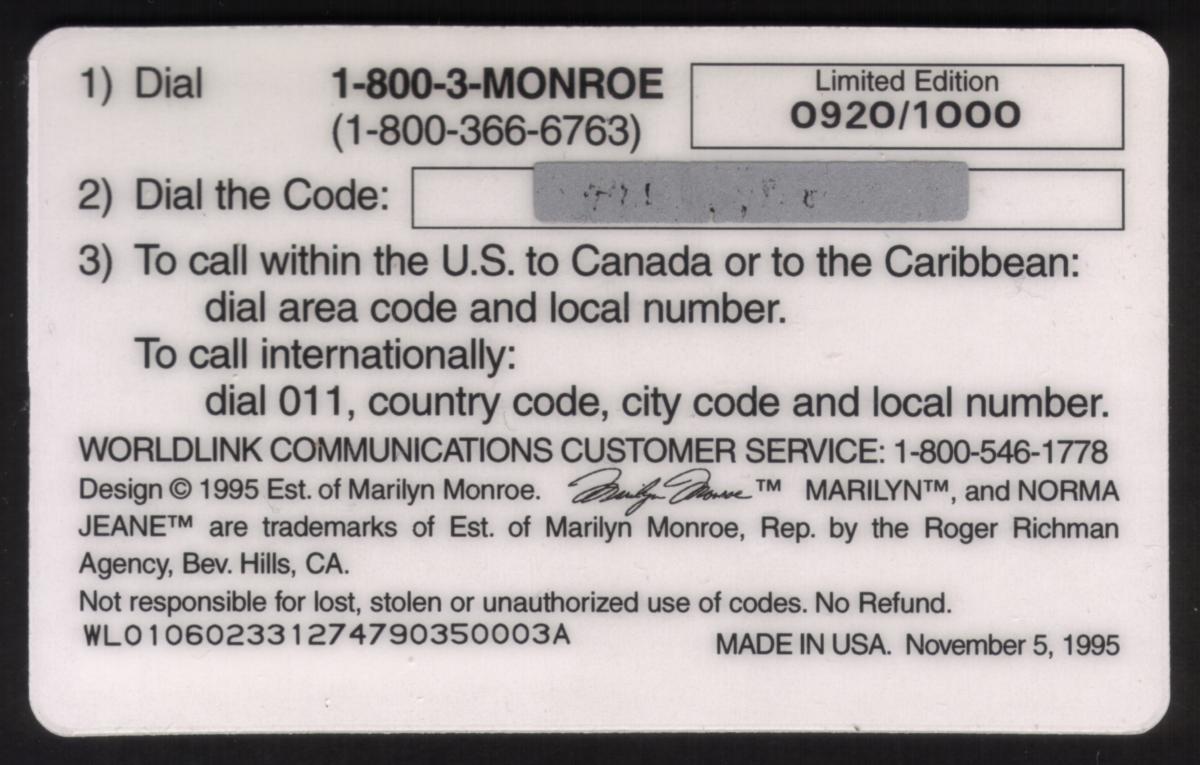 1) Dial 1-800-3-MONROE
(1-800-366-6763)
Limited Edition
0920/1000
2) Dial the Code:
3) To call within the U.S. to Canada or to the Caribbean:
dial area code and local number.
To call internationally:
dial 011, country code, city code and local number.
WORLDLINK COMMUNICATIONS CUSTOMER SERVICE: 1-800-546-1778
Design © 1995 Est. of Marilyn Monroe. Marilyn Monroe™ MARILYN™, and NORMA
JEANE™ are trademarks of Est. of Marilyn Monroe, Rep. by the Roger Richman
Agency, Bev. Hills, CA.
Not responsible for lost, stolen or unauthorized use of codes. No Refund.
WL010602331274790350003A
MADE IN USA. November 5, 1995